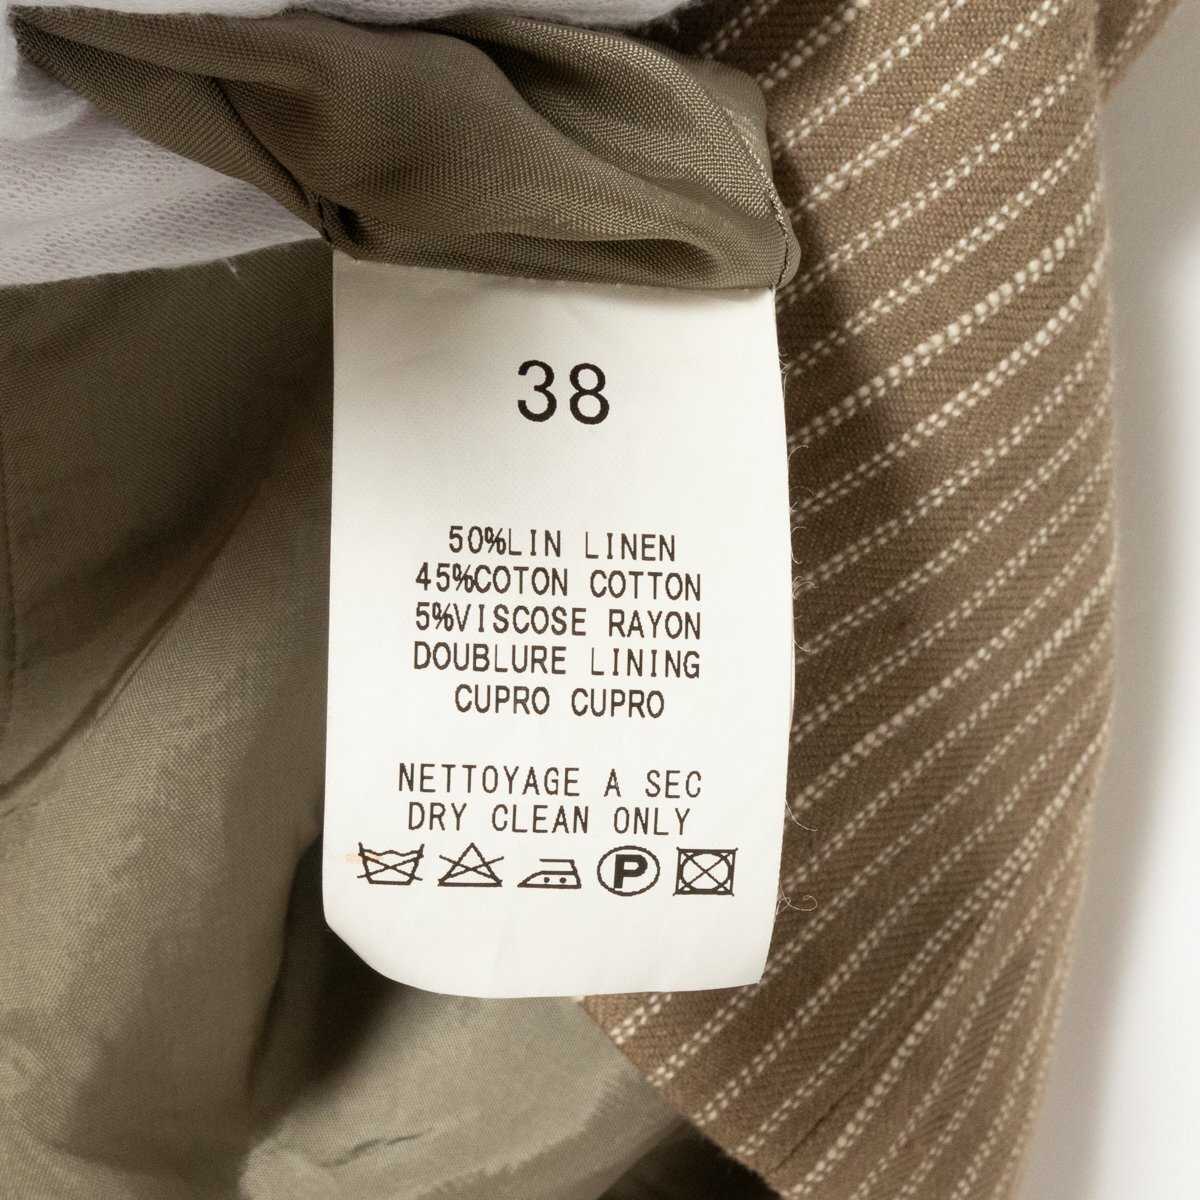 38
50%LIN LINEN
45%COTON COTTON
5%VISCOSE RAYON
DOUBLURE LINING
CUPRO CUPRO
NETTOYAGE A SEC
DRY CLEAN ONLY
P